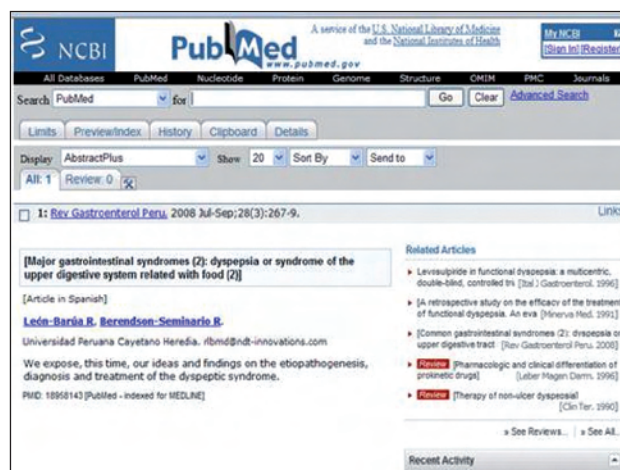 NCBI
PubMed
www.pubmed.gov
A service of the U.S. National Library of Medicine
and the National Institutes of Health
My NCBI
[Sign In] [Register
All Databases PubMed Nucleotide Protein Genome Structure OMIM PMC Journals
Search PubMed for Go Clear Advanced Search
Limits Preview/Index History Clipboard Details
Display AbstractPlus Show 20 Sort By Send to
All: 1 Review: 0
1: Rev Gastroenterol Peru. 2008 Jul-Sep;28(3):267-9. Links
[Major gastrointestinal syndromes (2): dyspepsia or syndrome of the
upper digestive system related with food (2)]
[Article in Spanish]
León-Barúa R, Berendson-Seminario R.
Universidad Peruana Cayetano Heredia. rlbmd@ndt-innovations.com
We expose, this time, our ideas and findings on the etiopathogenesis,
diagnosis and treatment of the dyspeptic syndrome.
PMID: 18958143 [PubMed - indexed for MEDLINE]
Related Articles
Levosulpiride in functional dyspepsia: a multicentric,
double-blind, controlled tri [Ital J Gastroenterol. 1996]
[A retrospective study on the efficacy of the treatment
of functional dyspepsia. An eva [Minerva Med. 1991]
[Common gastrointestinal syndromes (2): dyspepsia or
upper digestive tract [Rev Gastroenterol Peru. 2008]
Review [Pharmacologic and clinical differentiation of
prokinetic drugs] [Leber Magen Darm. 1996]
Review [Therapy of non-ulcer dyspepsia]
[Clin Ter. 1990]
» See Reviews... | » See All...
Recent Activity